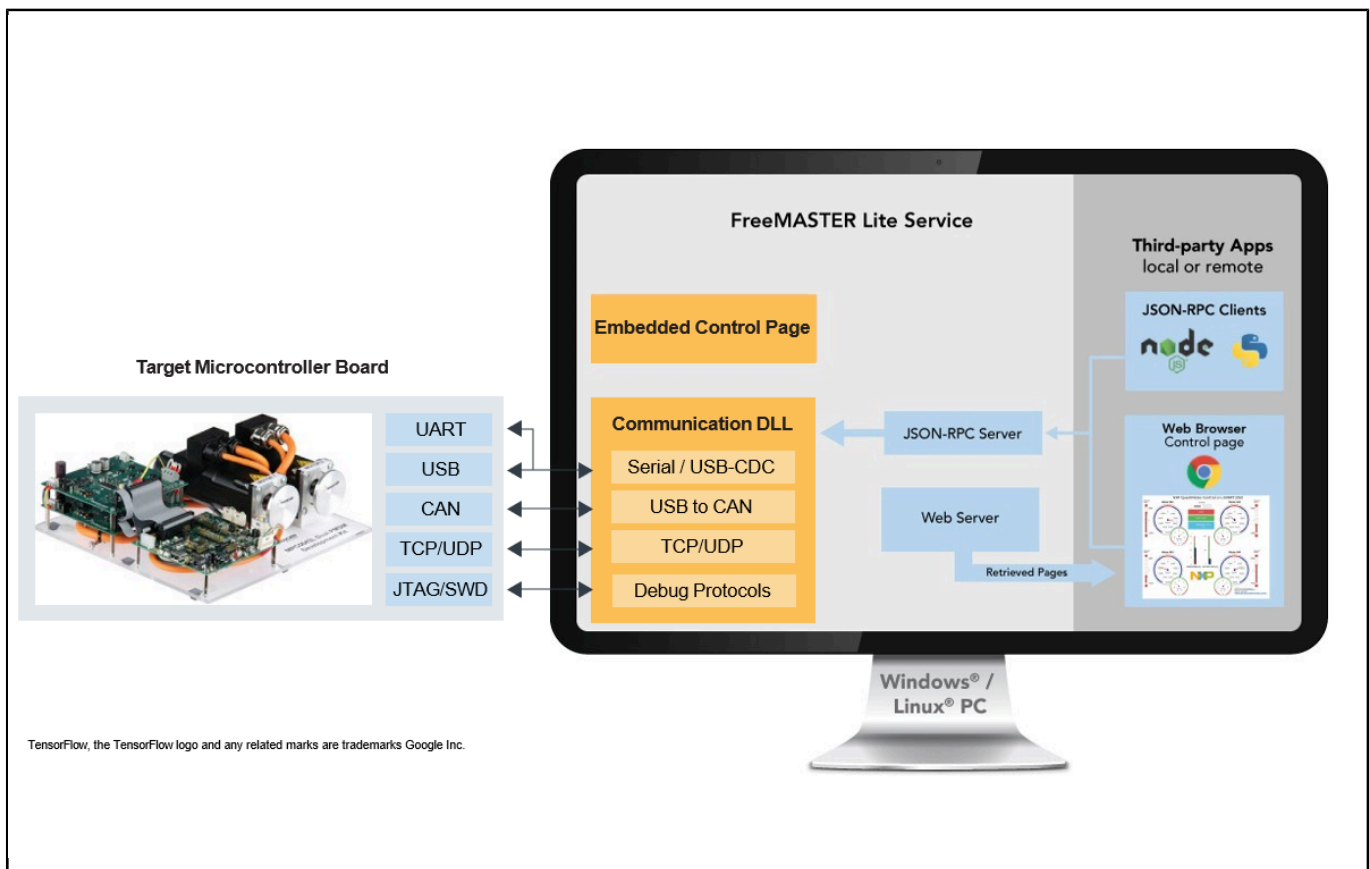 FreeMASTER Lite Service
Third-party Apps
local or remote
JSON-RPC Clients
node
JS
Embedded Control Page
Target Microcontroller Board
UART
USB
CAN
TCP/UDP
JTAG/SWD
Communication DLL
Serial / USB-CDC
USB to CAN
TCP/UDP
Debug Protocols
JSON-RPC Server
Web Server
Retrieved Pages
Web Browser
Control page
NXP
Windows® /
Linux® PC
TensorFlow, the TensorFlow logo and any related marks are trademarks Google Inc.